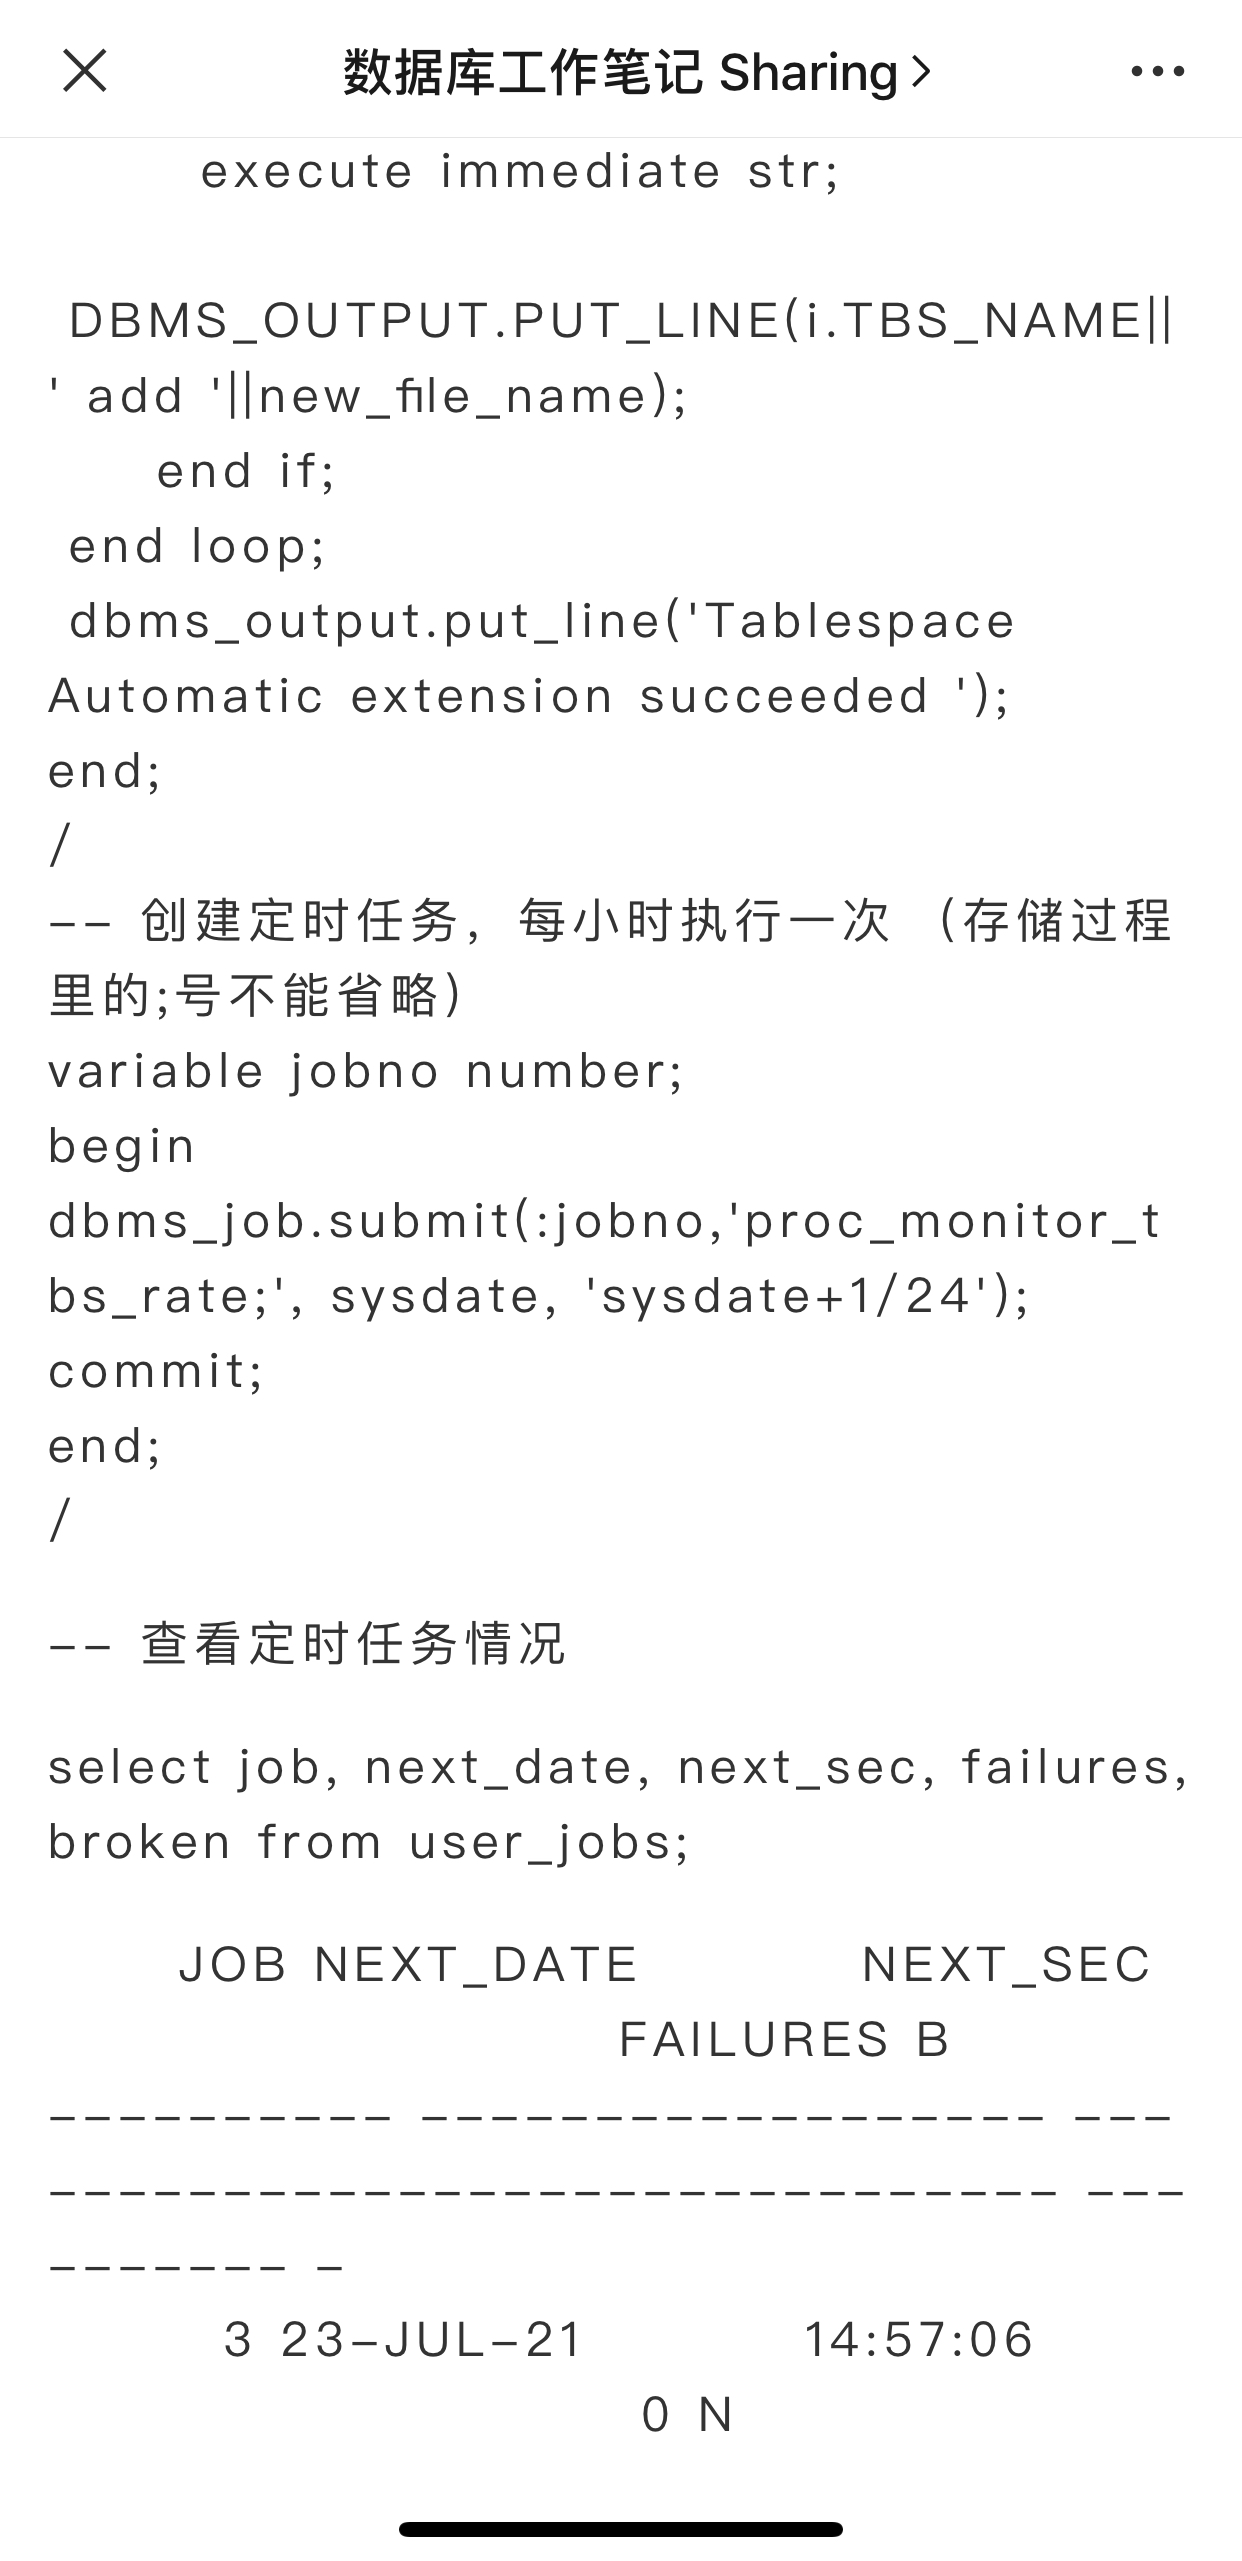 数据库工作笔记 Sharing
execute immediate str;
DBMS_OUTPUT.PUT_LINE(i.TBS_NAME||
' add '||new_file_name);
end if;
end loop;
dbms_output.put_line('Tablespace
Automatic extension succeeded ');
end;
/
-- 创建定时任务，每小时执行一次 （存储过程
里的;号不能省略）
variable jobno number;
begin
dbms_job.submit(:jobno,'proc_monitor_t
bs_rate;', sysdate, 'sysdate+1/24');
commit;
end;
/
-- 查看定时任务情况
select job, next_date, next_sec, failures,
broken from user_jobs;
JOB NEXT_DATE NEXT_SEC
FAILURES B
---------- ------------------ ---
----------------------------- ---
------- -
3 23-JUL-21 14:57:06
0 N